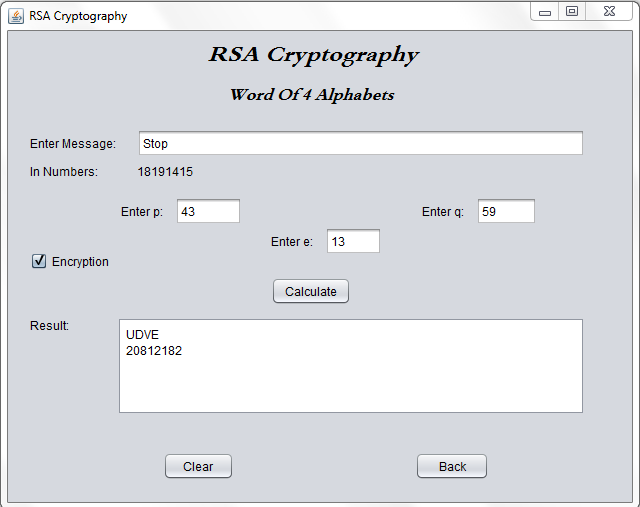 RSA Cryptography
RSA Cryptography
Word Of 4 Alphabets
Enter Message: Stop
In Numbers: 18191415
Enter p: 43 Enter q: 59
Enter e: 13
Encryption
Calculate
Result: UDVE
20812182
Clear Back